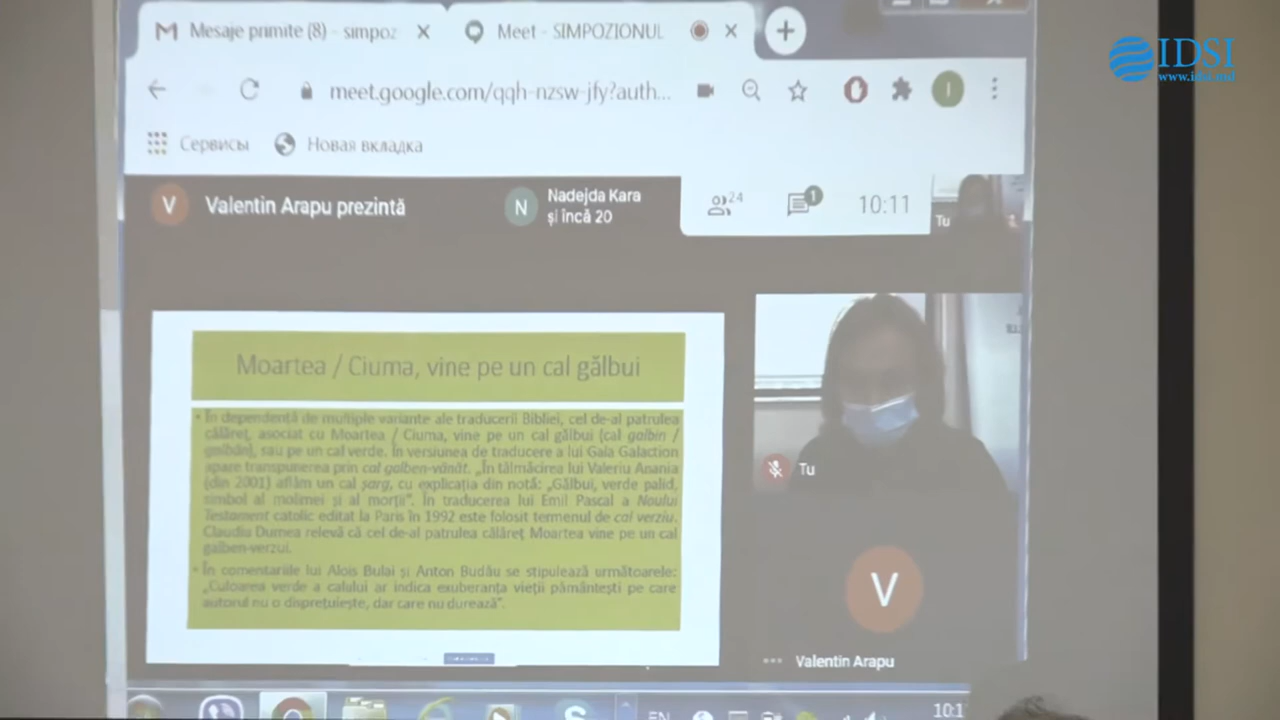 Mesaje primite (8) - simpoz
Meet - SIMPOZIONUL
IDSI
meet.google.com/qqh-nzsw-jfy?auth...
I
Сервисы
Новая вкладка
V
Valentin Arapu prezintă
N
Nadejda Kara
și încă 20
24
1
10:11
Tu
Moartea / Ciuma, vine pe un cal gălbui
• În dependență de multiple variante ale traducerii Bibliei, cel de-al patrulea
călăreț, asociat cu Moartea / Ciuma, vine pe un cal gălbui (cal galbin /
sau pe un cal verde. În versiunea de traducere a lui Gala Galaction
apare transpunerea prin cal galben-vânăt. „În tălmăcirea lui Valeriu Anania
(din 2001) aflăm un cal șarg, cu explicația din notă: „Gălbui, verde palid,
simbol al molimei și al morții”. În traducerea lui Emil Pascal a Noului
Testament catolic editat la Paris în 1992 este folosit termenul de cal verziu.
Claudiu Dumea relevă că cel de-al patrulea călăreț Moartea vine pe un cal
galben-verzui.
• În comentariile lui Alois Bulai și Anton Budău se stipulează următoarele:
„Culoarea verde a calului ar indica exuberanța vieții pământești pe care
autorul nu o disprețuiește, dar care nu durează”.
Tu
V
Valentin Arapu
EN
10:1